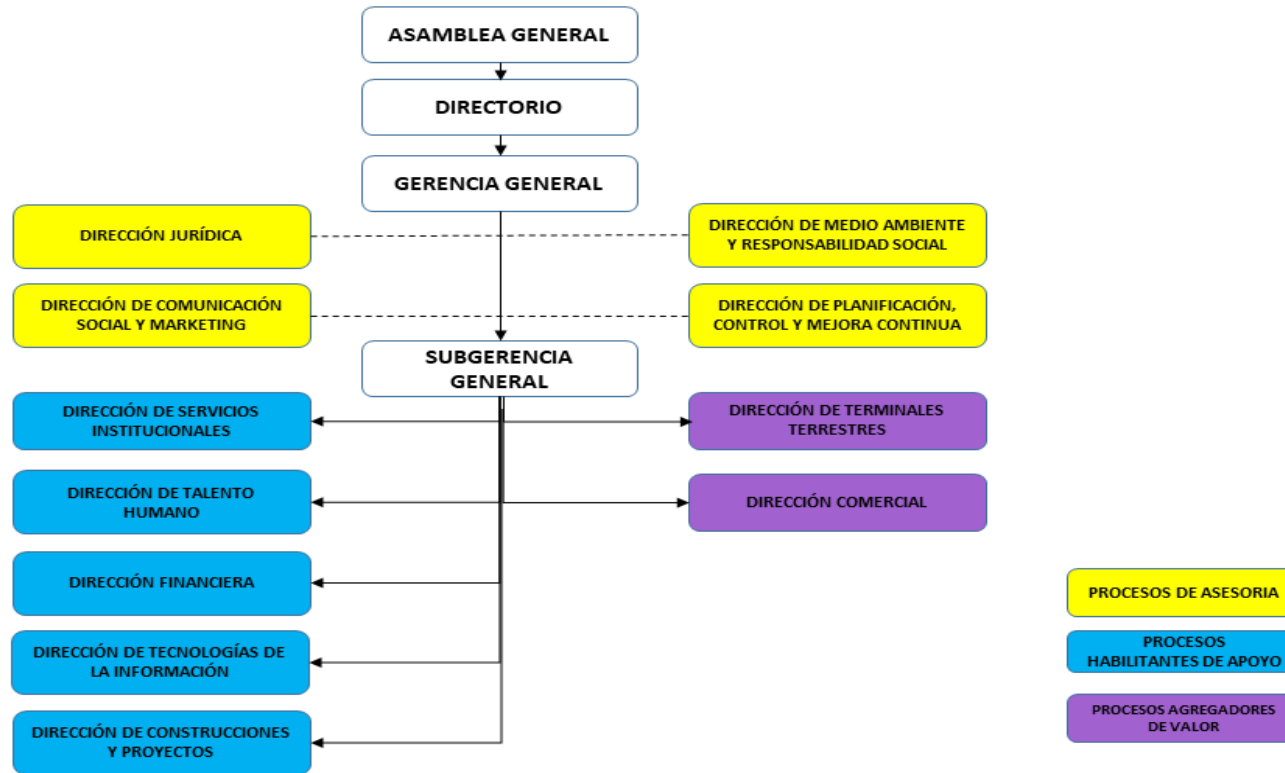 ASAMBLEA GENERAL
DIRECTORIO
GERENCIA GENERAL
DIRECCIÓN JURÍDICA
DIRECCIÓN DE MEDIO AMBIENTE
Y RESPONSABILIDAD SOCIAL
DIRECCIÓN DE COMUNICACIÓN
SOCIAL Y MARKETING
DIRECCIÓN DE PLANIFICACIÓN,
CONTROL Y MEJORA CONTINUA
SUBGERENCIA
GENERAL
DIRECCIÓN DE SERVICIOS
INSTITUCIONALES
DIRECCIÓN DE TERMINALES
TERRESTRES
DIRECCIÓN DE TALENTO
HUMANO
DIRECCIÓN COMERCIAL
DIRECCIÓN FINANCIERA
DIRECCIÓN DE TECNOLOGÍAS DE
LA INFORMACIÓN
DIRECCIÓN DE CONSTRUCCIONES
Y PROYECTOS
PROCESOS DE ASESORIA
PROCESOS
HABILITANTES DE APOYO
PROCESOS AGREGADORES
DE VALOR